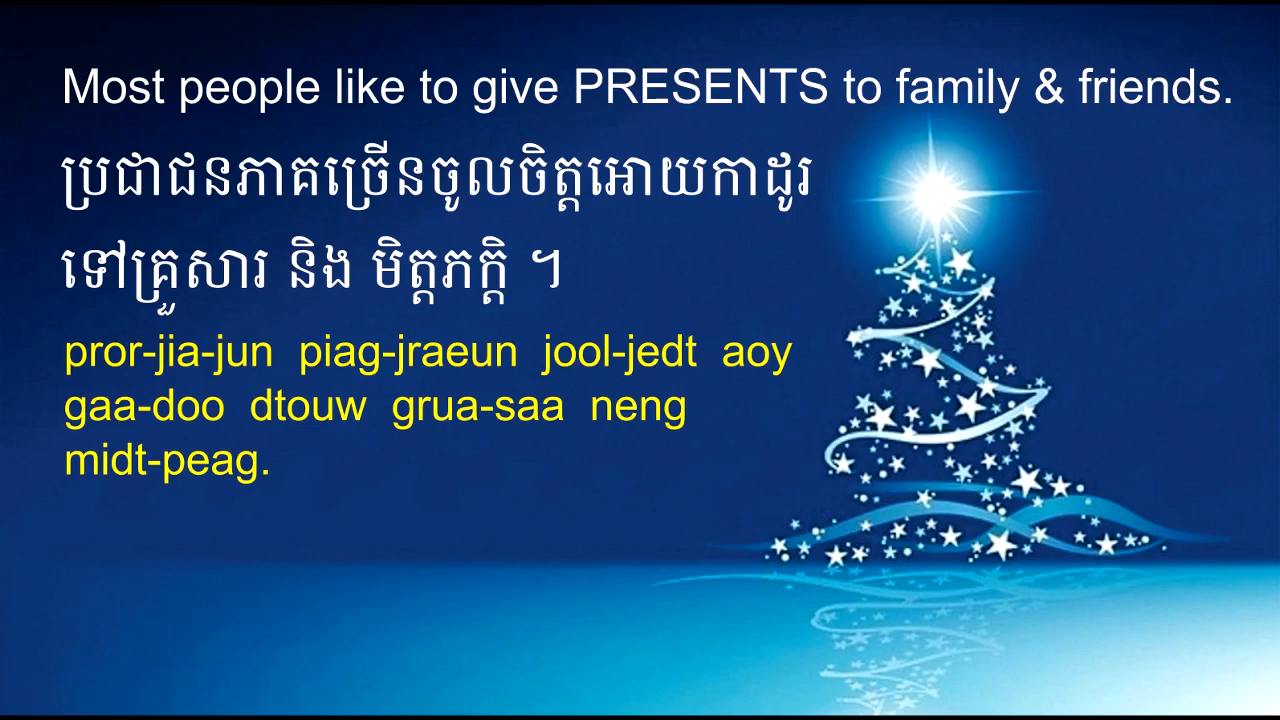 Most people like to give PRESENTS to family & friends.
ប្រជាជនភាគច្រើនចូលចិត្តអោយកាដូរ
ទៅគ្រួសារ និង មិត្តភក្តិ ។
pror-jia-jun piag-jraeun jool-jedt aoy
gaa-doo dtouw grua-saa neng
midt-peag.